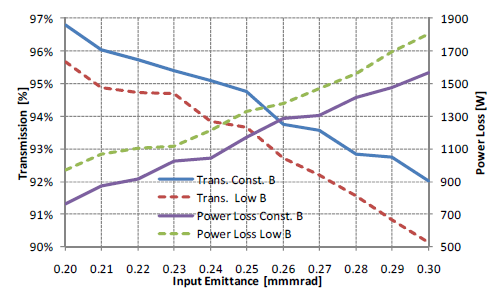 97%
96%
95%
94%
93%
92%
91%
90%
Transmission [%]
1900
1700
1500
1300
1100
900
700
500
Power Loss [W]
Trans. Const. B
Trans. Low B
Power Loss Const. B
Power Loss Low B
0.20 0.21 0.22 0.23 0.24 0.25 0.26 0.27 0.28 0.29 0.30
Input Emittance [mmmrad]